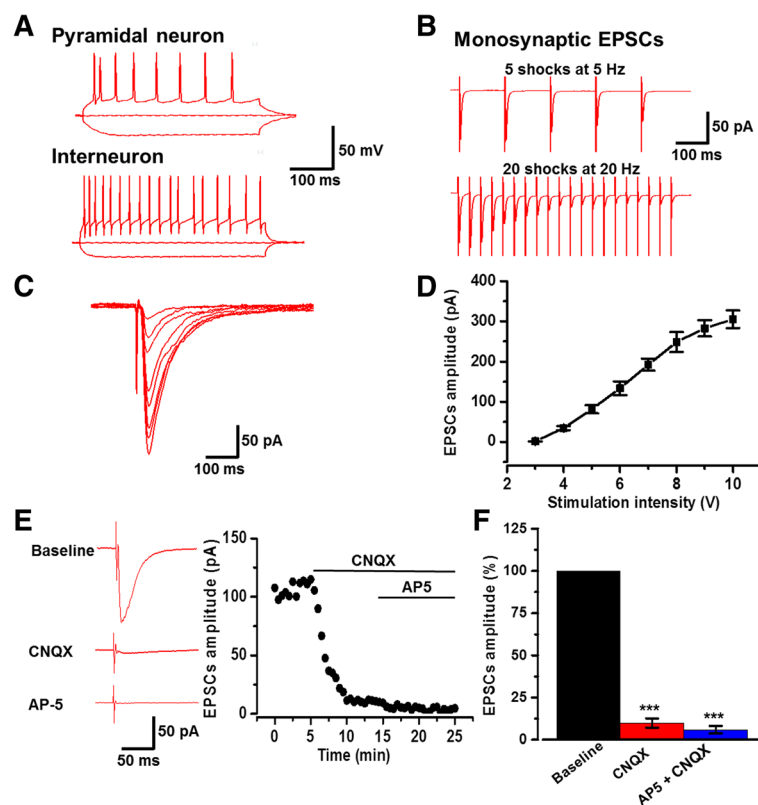 A
Pyramidal neuron
Interneuron
50 mV
100 ms
B
Monosynaptic EPSCs
5 shocks at 5 Hz
50 pA
100 ms
20 shocks at 20 Hz
C
50 pA
100 ms
D
EPSCs amplitude (pA)
400
300
200
100
0
2 4 6 8 10
Stimulation intensity (V)
E
Baseline
CNQX
AP-5
50 pA
50 ms
EPSCs amplitude (pA)
150
100
50
0
CNQX
AP5
0 5 10 15 20 25
Time (min)
F
EPSCs amplitude (%)
125
100
75
50
25
0
***
***
Baseline
CNQX
AP5 + CNQX